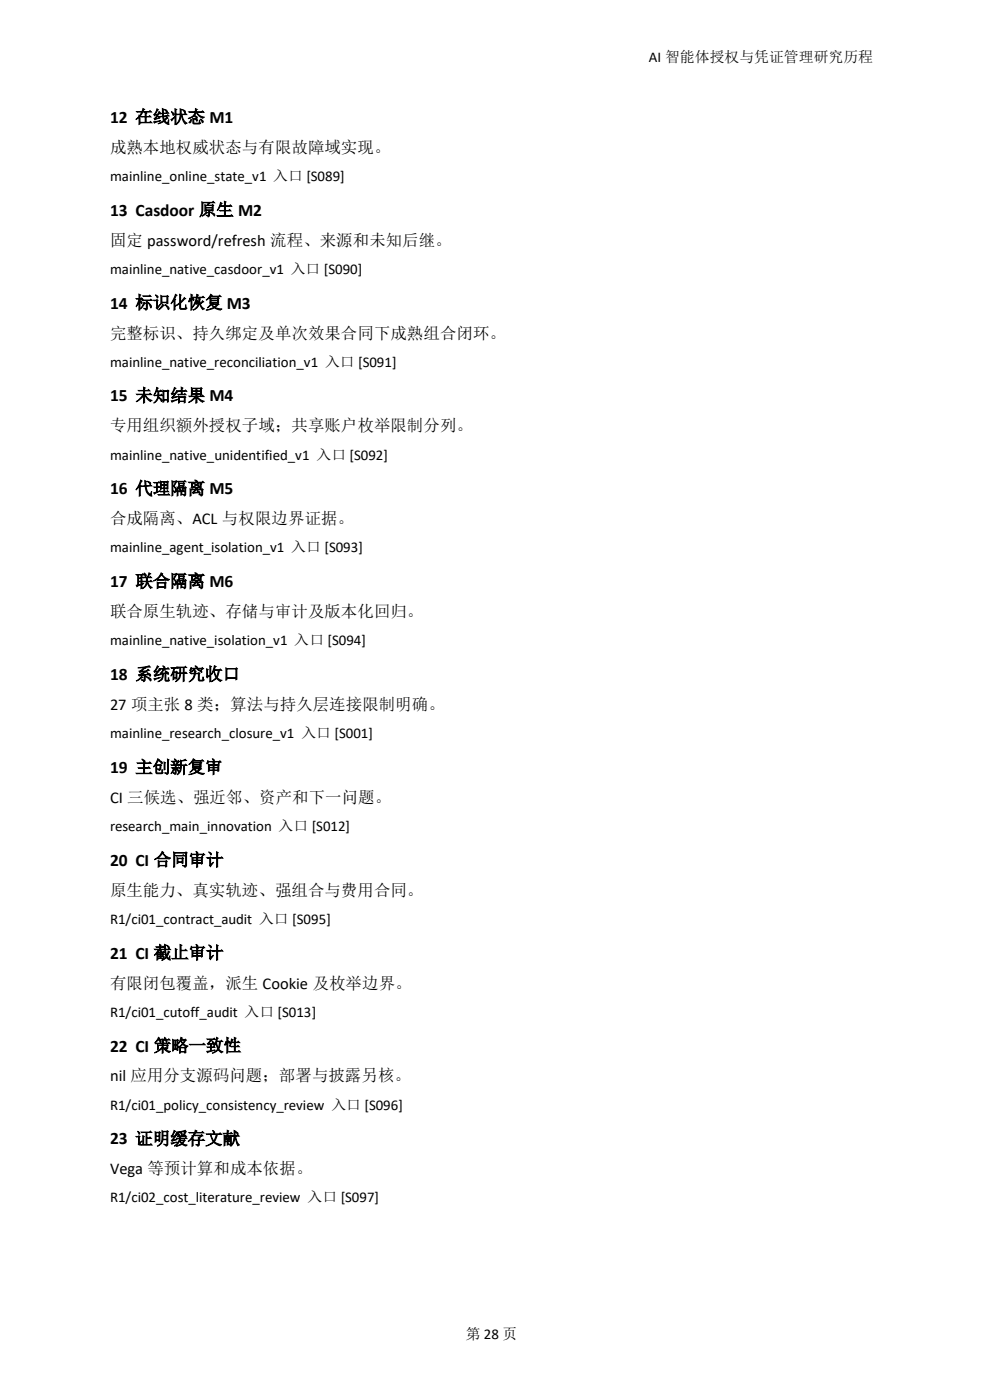 AI 智能体授权与凭证管理研究历程
12 在线状态 M1
成熟本地权威状态与有限故障域实现。
mainline_online_state_v1 入口 [S089]
13 Casdoor 原生 M2
固定 password/refresh 流程、来源和未知后继。
mainline_native_casdoor_v1 入口 [S090]
14 标识化恢复 M3
完整标识、持久绑定及单次效果合同下成熟组合闭环。
mainline_native_reconciliation_v1 入口 [S091]
15 未知结果 M4
专用组织额外授权子域；共享账户枚举限制分列。
mainline_native_unidentified_v1 入口 [S092]
16 代理隔离 M5
合成隔离、ACL 与权限边界证据。
mainline_agent_isolation_v1 入口 [S093]
17 联合隔离 M6
联合原生轨迹、存储与审计及版本化回归。
mainline_native_isolation_v1 入口 [S094]
18 系统研究收口
27 项主张 8 类；算法与持久层连接限制明确。
mainline_research_closure_v1 入口 [S001]
19 主创新复审
CI 三候选、强近邻、资产和下一问题。
research_main_innovation 入口 [S012]
20 CI 合同审计
原生能力、真实轨迹、强组合与费用合同。
R1/ci01_contract_audit 入口 [S095]
21 CI 截止审计
有限闭包覆盖，派生 Cookie 及枚举边界。
R1/ci01_cutoff_audit 入口 [S013]
22 CI 策略一致性
nil 应用分支源码问题；部署与披露另核。
R1/ci01_policy_consistency_review 入口 [S096]
23 证明缓存文献
Vega 等预计算和成本依据。
R1/ci02_cost_literature_review 入口 [S097]
第 28 页